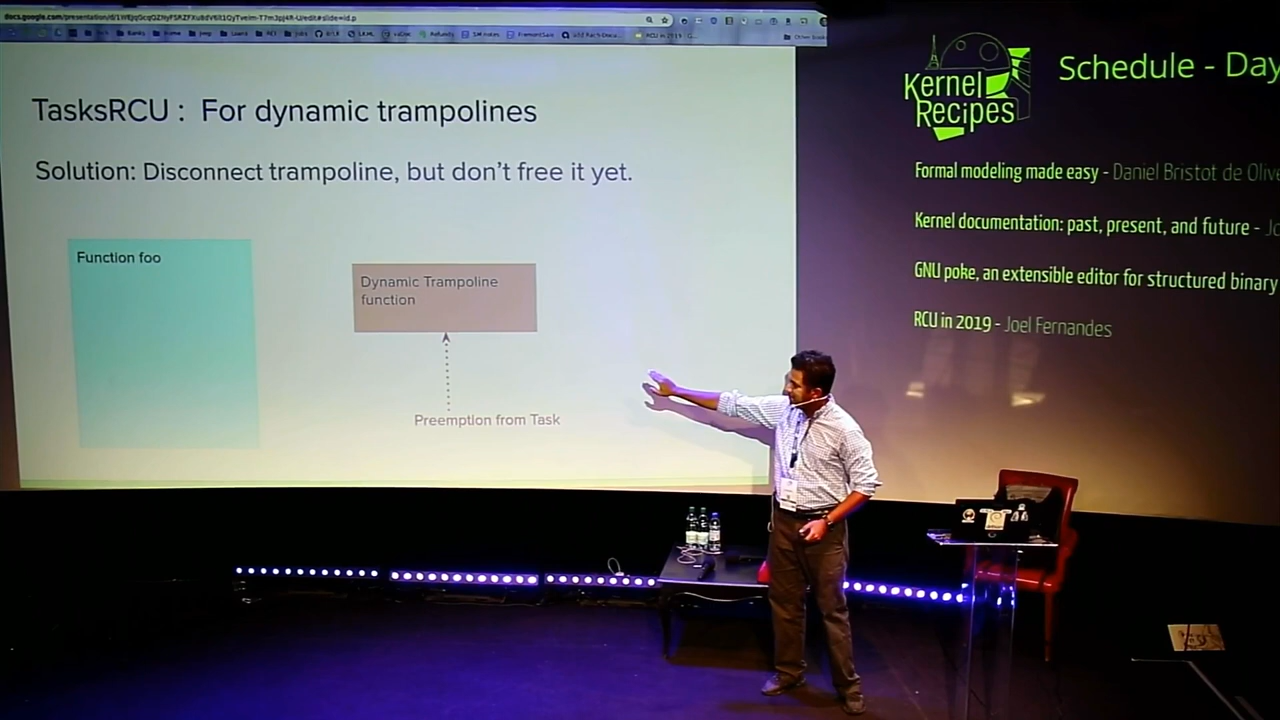 TasksRCU : For dynamic trampolines
Solution: Disconnect trampoline, but don't free it yet.
Function foo
Dynamic Trampoline
function
Preemption from Task
Kernel
Recipes
Schedule - Day
Formal modeling made easy - Daniel Bristot de Olive
Kernel documentation: past, present, and future - Jo
GNU poke, an extensible editor for structured binary
RCU in 2019 - Joel Fernandes